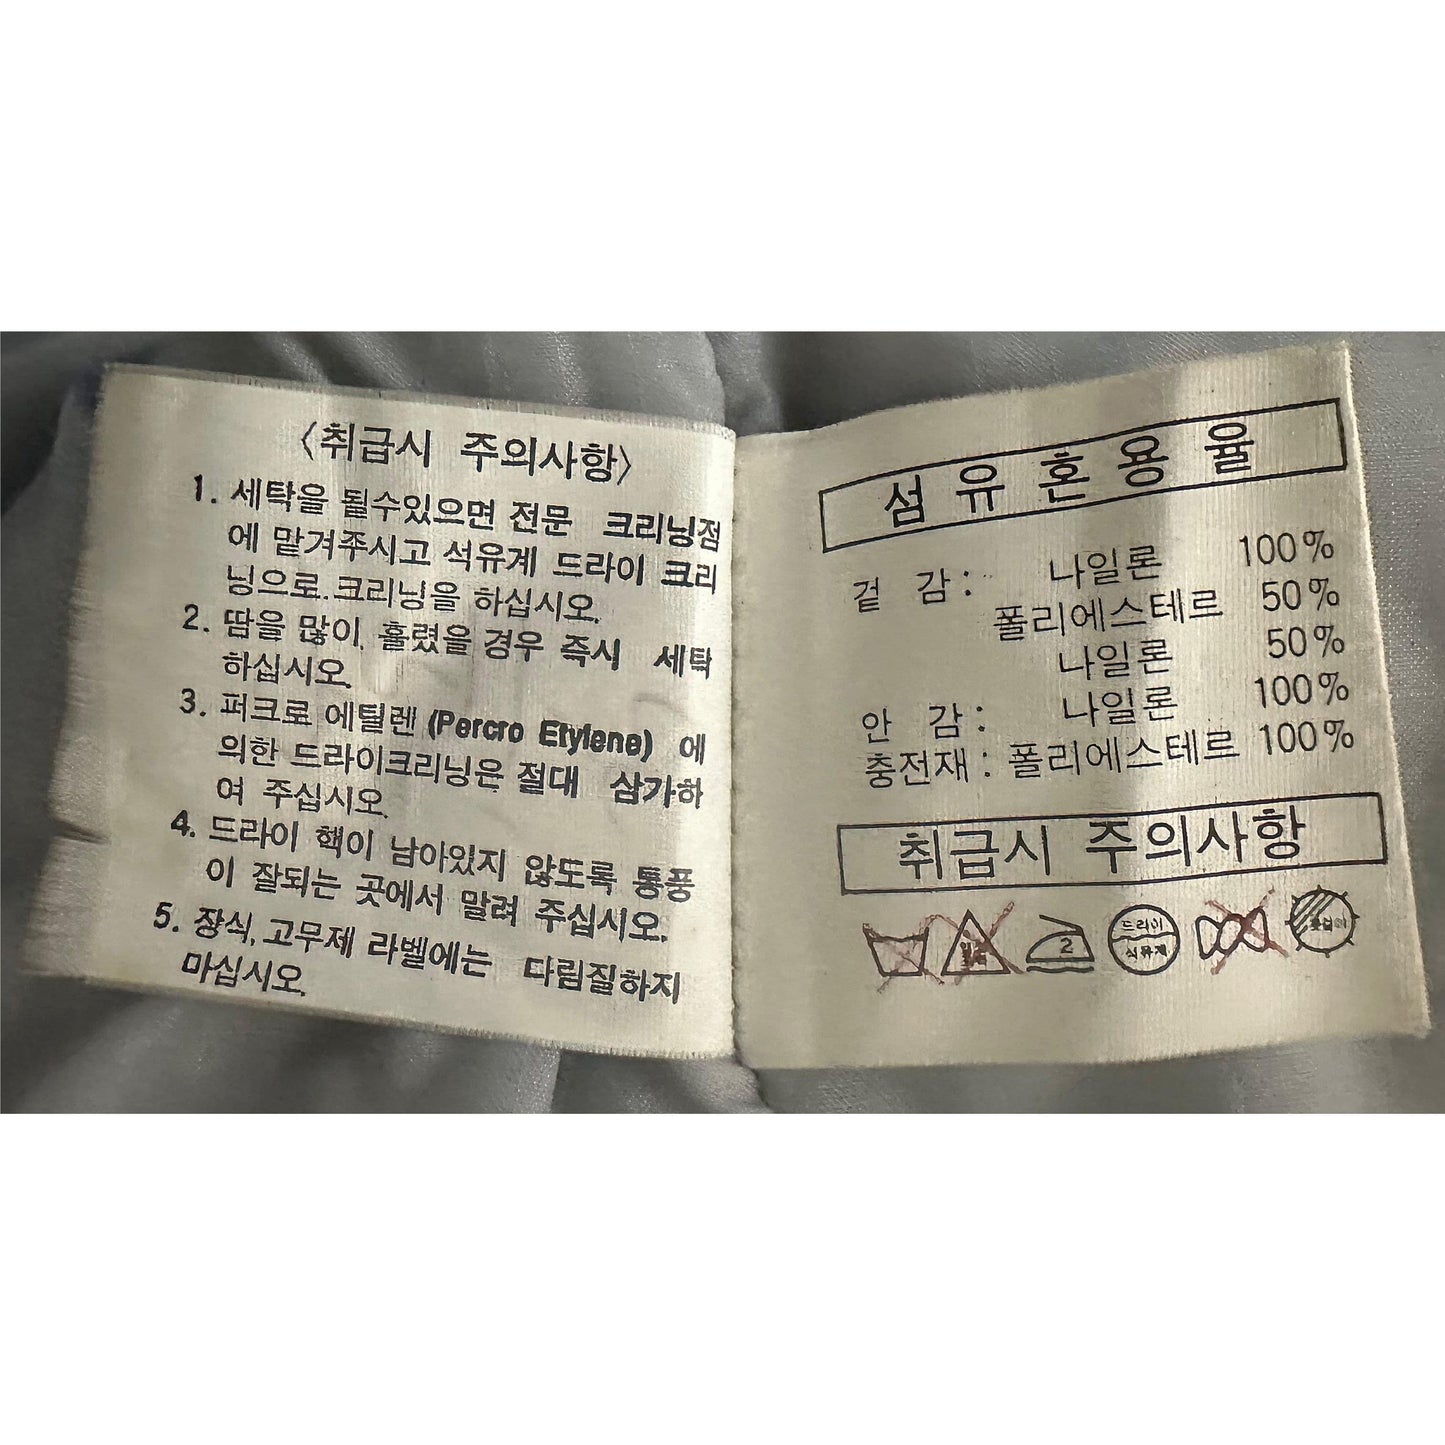 〈취급시 주의사항〉
1. 세탁을 될수있으면 전문 크리닝점
에 맡겨주시고 석유계 드라이 크리
닝으로.크리닝을 하십시오.
2. 땀을 많이. 흘렸을 경우 즉시 세탁
하십시오.
3. 퍼크로 에틸렌 (Percro Etylene) 에
의한 드라이크리닝은 절대 삼가하
여 주십시오.
4. 드라이 핵이 남아있지 않도록 통풍
이 잘되는 곳에서 말려 주십시오.
5. 장식, 고무제 라벨에는 다림질하지
마십시오.
섬유혼용율
겉 감 : 나일론 100%
폴리에스테르 50%
나일론 50%
안 감 : 나일론 100%
충전재 : 폴리에스테르 100%
취급시 주의사항
2
드라이
석유계